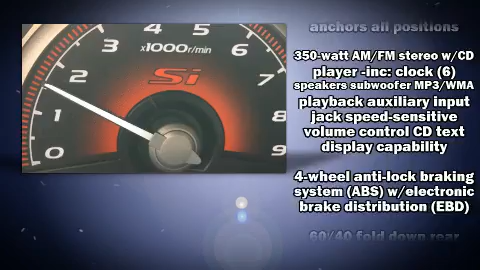 anchors all positions
350-watt AM/FM stereo w/CD
player -inc: clock (6)
speakers subwoofer MP3/WMA
playback auxiliary input
jack speed-sensitive
volume control CD text
display capability
4-wheel anti-lock braking
system (ABS) w/electronic
brake distribution (EBD)
60/40 fold down rear
4 5
3 x1000r/min 6
Si
2 7
1 8
0 9